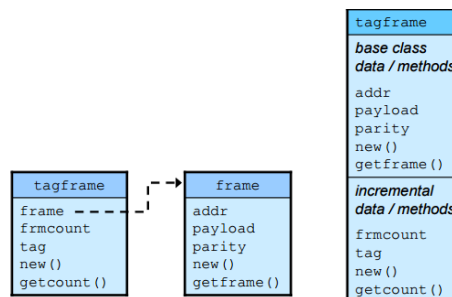 tagframe
frame
frmcount
tag
new()
getcount()
frame
addr
payload
parity
new()
getframe()
tagframe
base class
data / methods
addr
payload
parity
new()
getframe()
incremental
data / methods
frmcount
tag
new()
getcount()